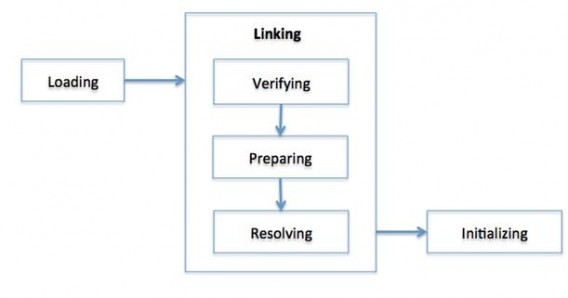 Linking
Loading
Verifying
Preparing
Resolving
Initializing